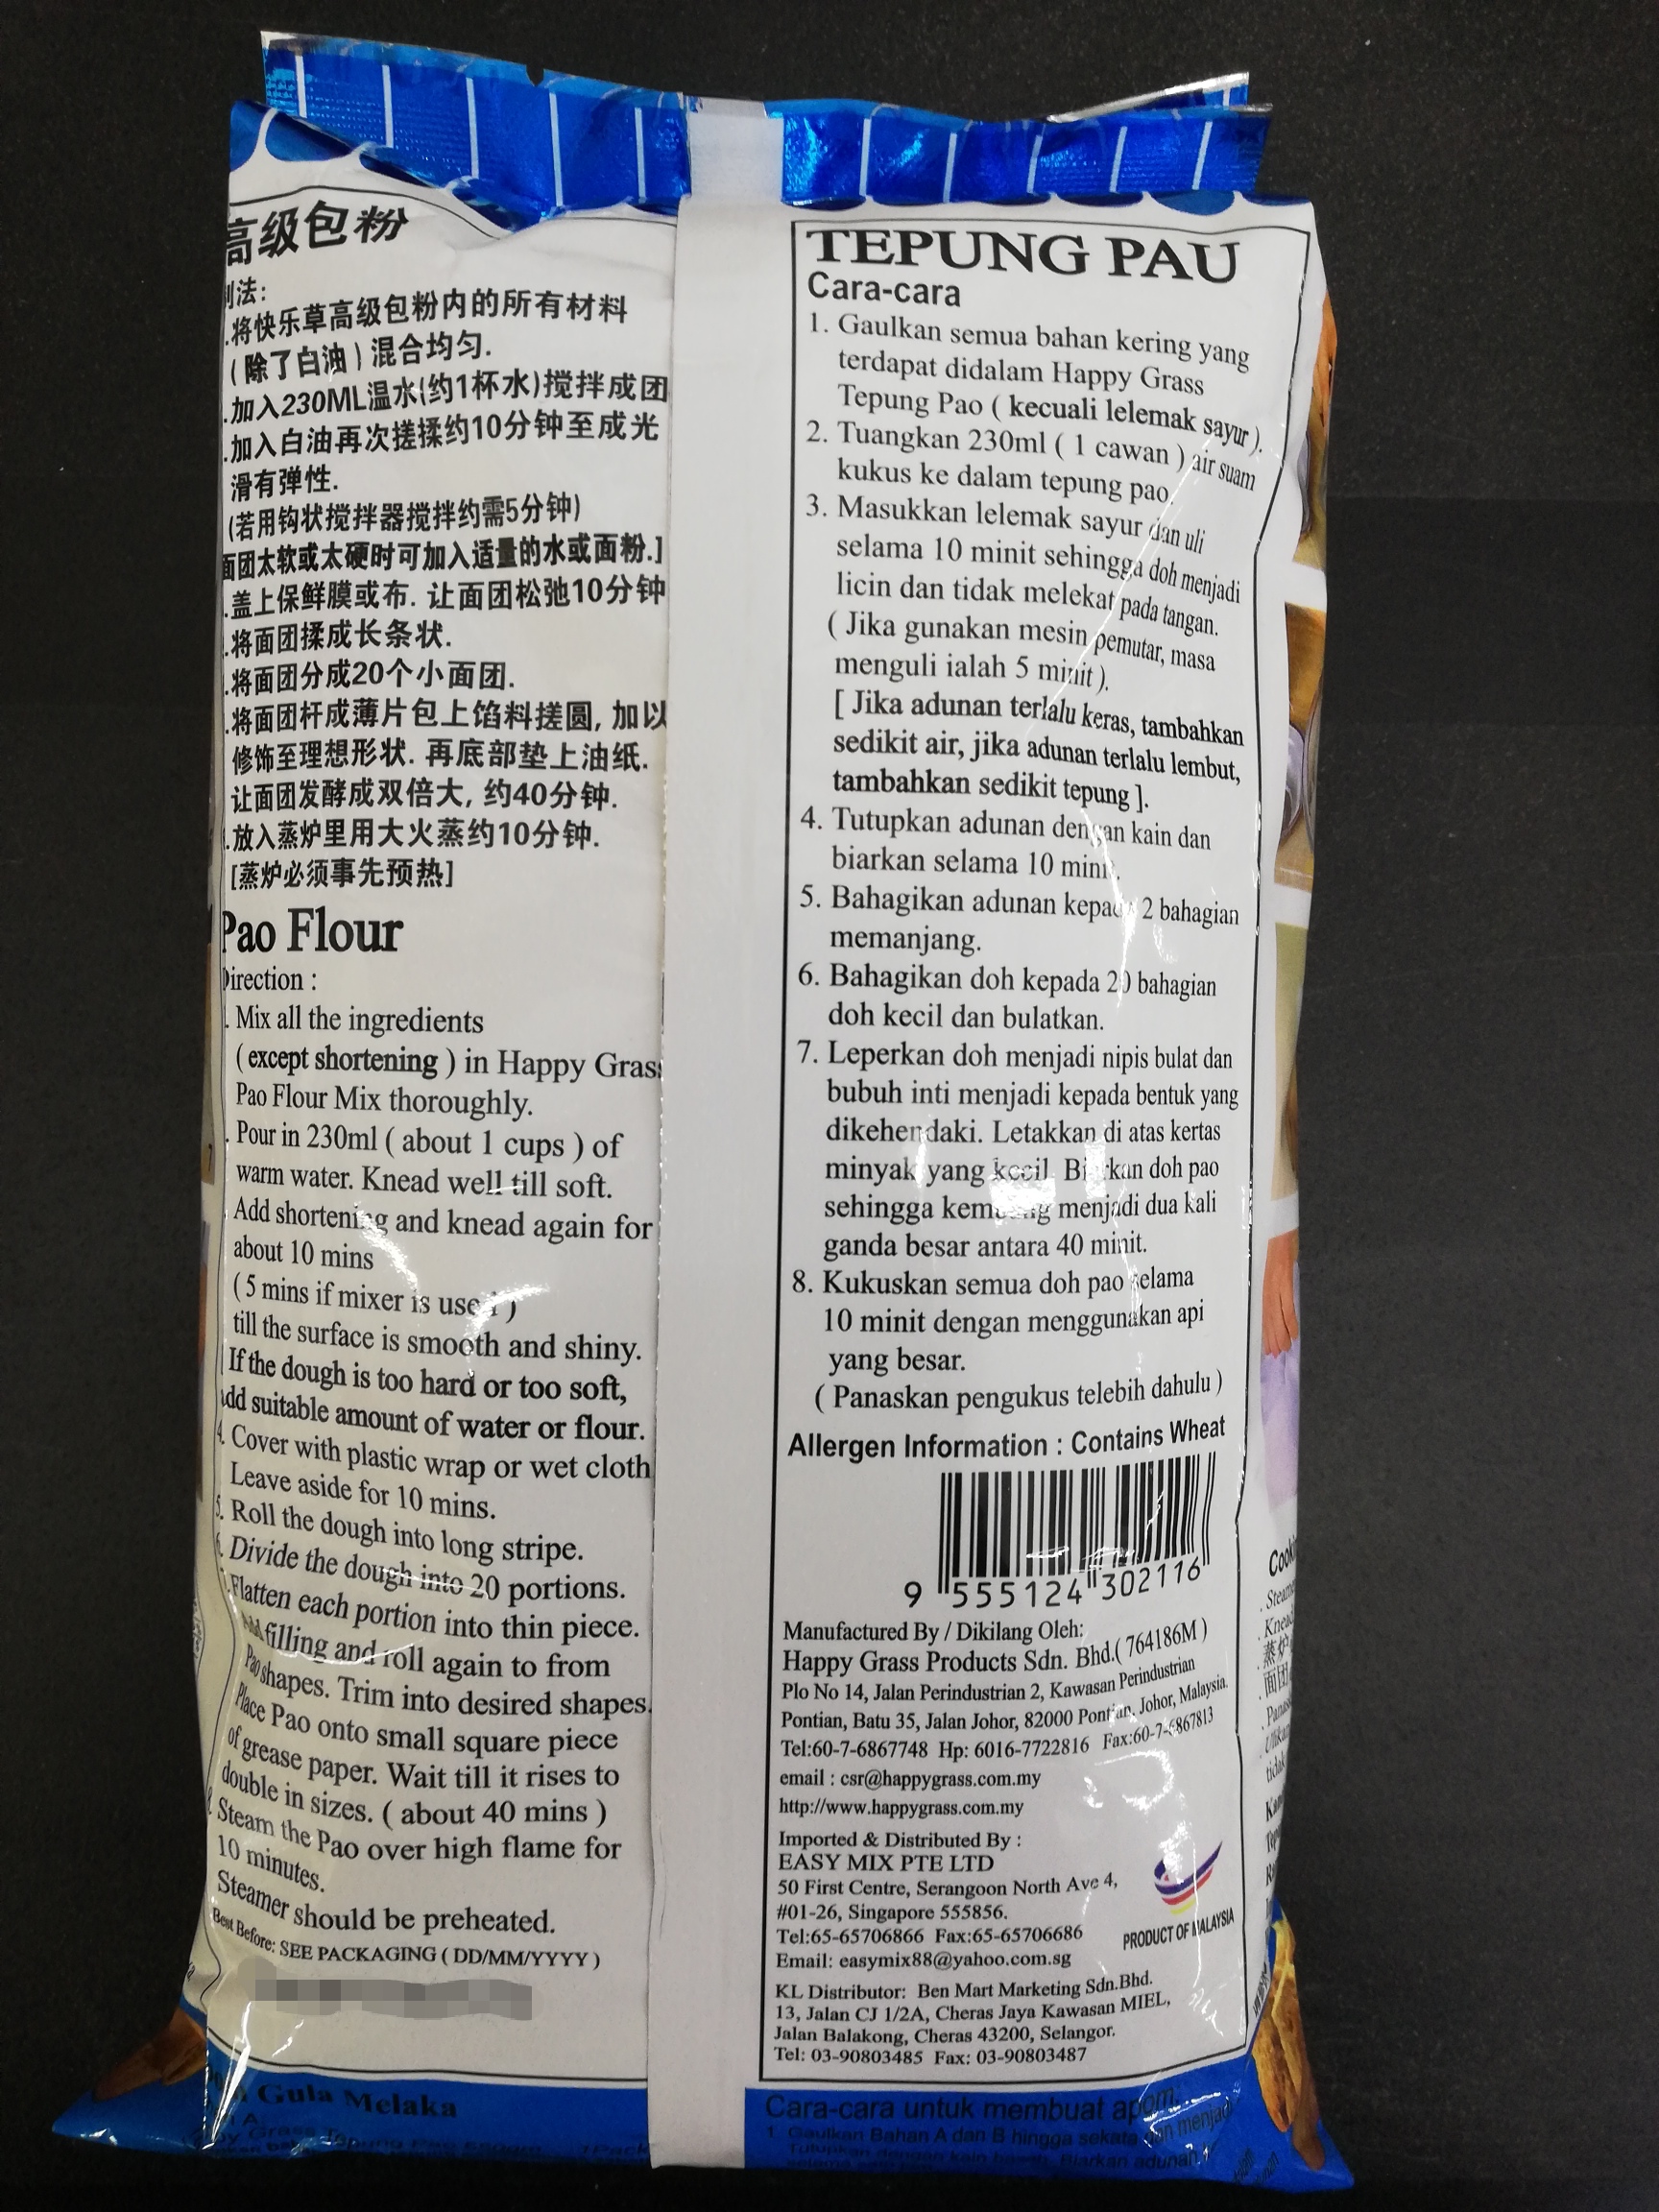 高级包粉
法:
将快乐草高级包粉内的所有材料
(除了白油)混合均匀.
加入230ML温水(约1杯水)搅拌成团
加入白油再次搓揉约10分钟至成光
滑有弹性.
(若用钩状搅拌器搅拌约需5分钟)
面团太软或太硬时可加入适量的水或面粉.]
盖上保鲜膜或布. 让面团松弛10分钟
将面团揉成长条状.
将面团分成20个小面团.
将面团杆成薄片包上馅料搓圆, 加以
修饰至理想形状. 再底部垫上油纸.
让面团发酵成双倍大, 约40分钟.
放入蒸炉里用大火蒸约10分钟.
[蒸炉必须事先预热]
Pao Flour
Direction :
. Mix all the ingredients
( except shortening ) in Happy Grass
Pao Flour Mix thoroughly.
. Pour in 230ml ( about 1 cups ) of
warm water. Knead well till soft.
Add shortening and knead again for
about 10 mins
( 5 mins if mixer is used )
till the surface is smooth and shiny.
If the dough is too hard or too soft,
add suitable amount of water or flour.
4. Cover with plastic wrap or wet cloth
Leave aside for 10 mins.
5. Roll the dough into long stripe.
6. Divide the dough into 20 portions.
.Flatten each portion into thin piece.
Add filling and roll again to from
Pao shapes. Trim into desired shapes.
Place Pao onto small square piece
of grease paper. Wait till it rises to
double in sizes. ( about 40 mins )
8. Steam the Pao over high flame for
10 minutes.
Steamer should be preheated.
Best Before: SEE PACKAGING ( DD/MM/YYYY )
Gula Melaka
TEPUNG PAU
Cara-cara
1. Gaulkan semua bahan kering yang
terdapat didalam Happy Grass
Tepung Pao ( kecuali lelemak sayur ).
2. Tuangkan 230ml ( 1 cawan ) air suam
kukus ke dalam tepung pao.
3. Masukkan lelemak sayur dan uli
selama 10 minit sehingga doh menjadi
licin dan tidak melekat pada tangan.
( Jika gunakan mesin pemutar, masa
menguli ialah 5 minit ).
[ Jika adunan terlalu keras, tambahkan
sedikit air, jika adunan terlalu lembut,
tambahkan sedikit tepung ].
4. Tutupkan adunan dengan kain dan
biarkan selama 10 minit.
5. Bahagikan adunan kepada 2 bahagian
memanjang.
6. Bahagikan doh kepada 20 bahagian
doh kecil dan bulatkan.
7. Leperkan doh menjadi nipis bulat dan
bubuh inti menjadi kepada bentuk yang
dikehendaki. Letakkan di atas kertas
minyak yang kecil. Biarkan doh pao
sehingga kembang menjadi dua kali
ganda besar antara 40 minit.
8. Kukuskan semua doh pao selama
10 minit dengan menggunakan api
yang besar.
( Panaskan pengukus telebih dahulu )
Allergen Information : Contains Wheat
9 555124 302116
Manufactured By / Dikilang Oleh:
Happy Grass Products Sdn. Bhd.( 764186M )
Plo No 14, Jalan Perindustrian 2, Kawasan Perindustrian
Pontian, Batu 35, Jalan Johor, 82000 Pontian, Johor, Malaysia.
Tel:60-7-6867748 Hp: 6016-7722816 Fax:60-7-6867813
email : csr@happygrass.com.my
http://www.happygrass.com.my
Imported & Distributed By :
EASY MIX PTE LTD
50 First Centre, Serangoon North Ave 4,
#01-26, Singapore 555856.
Tel:65-65706866 Fax:65-65706686
Email: easymix88@yahoo.com.sg
PRODUCT OF MALAYSIA
KL Distributor: Ben Mart Marketing Sdn.Bhd.
13, Jalan CJ 1/2A, Cheras Jaya Kawasan MIEL,
Jalan Balakong, Cheras 43200, Selangor.
Tel: 03-90803485 Fax: 03-90803487
Cara-cara untuk membuat apom:
1. Gaulkan Bahan A dan B hingga sekata dan menjadi
Tutupkan dengan kain basah. Biarkan adunan